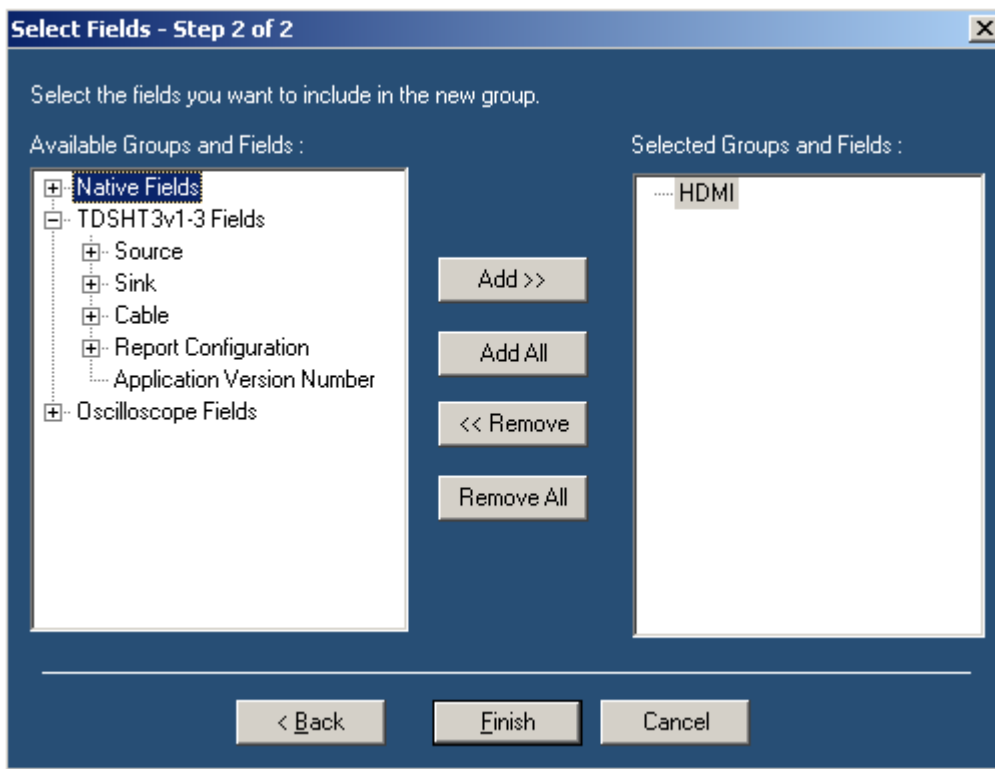 Select Fields - Step 2 of 2
Select the fields you want to include in the new group.
Available Groups and Fields :
Native Fields
TDSHT3v1-3 Fields
Source
Sink
Cable
Report Configuration
Application Version Number
Oscilloscope Fields
Add >>
Add All
<< Remove
Remove All
Selected Groups and Fields :
HDMI
< Back
Finish
Cancel